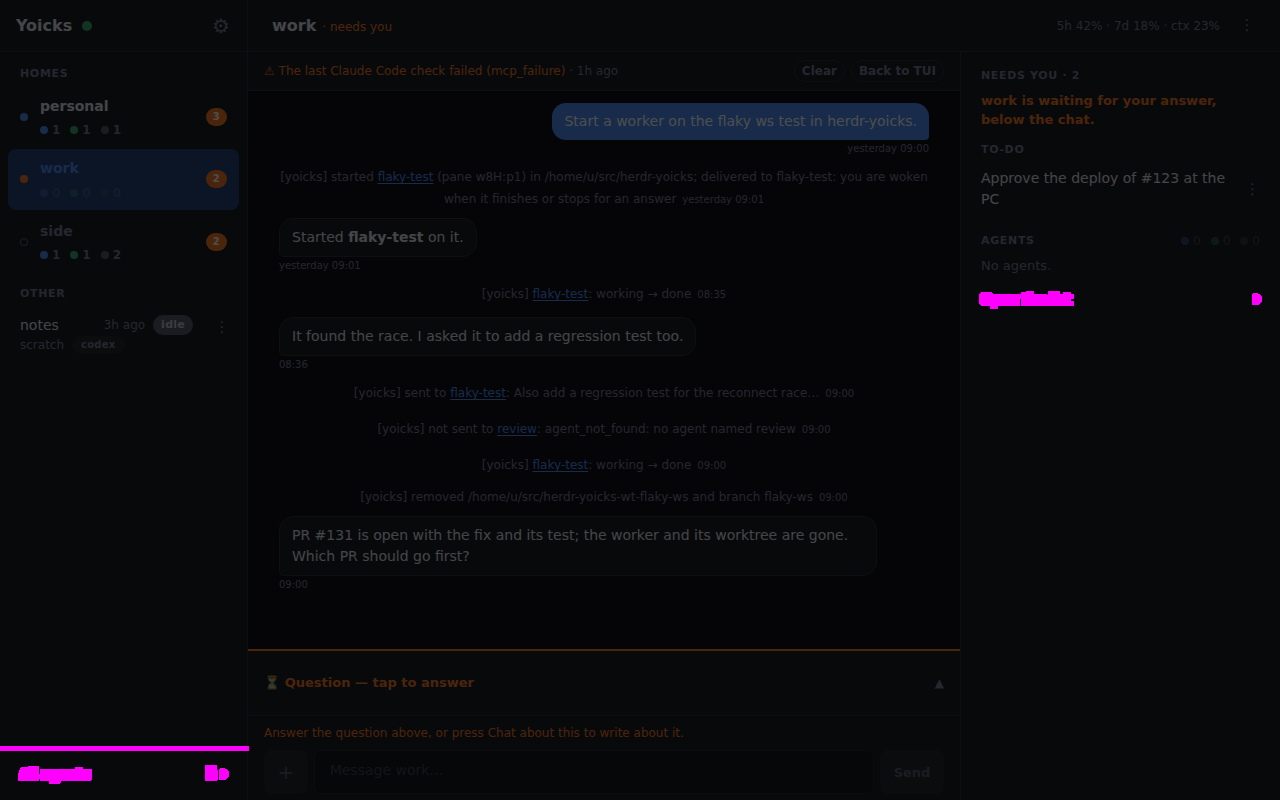 Yoicks
HOMES
personal
1 1 1
3
work
0 0 0
2
side
1 1 2
2
OTHER
notes 3h ago idle
scratch codex
work · needs you
5h 42% · 7d 18% · ctx 23%
⚠ The last Claude Code check failed (mcp_failure) · 1h ago
Clear Back to TUI
Start a worker on the flaky ws test in herdr-yoicks.
yesterday 09:00
[yoicks] started flaky-test (pane w8H:p1) in /home/u/src/herdr-yoicks; delivered to flaky-test: you are woken
when it finishes or stops for an answer yesterday 09:01
Started flaky-test on it.
yesterday 09:01
[yoicks] flaky-test: working → done 08:35
It found the race. I asked it to add a regression test too.
08:36
[yoicks] sent to flaky-test: Also add a regression test for the reconnect race… 09:00
[yoicks] not sent to review: agent_not_found: no agent named review 09:00
[yoicks] flaky-test: working → done 09:00
[yoicks] removed /home/u/src/herdr-yoicks-wt-flaky-ws and branch flaky-ws 09:00
PR #131 is open with the fix and its test; the worker and its worktree are gone.
Which PR should go first?
09:00
⏳ Question — tap to answer ▲
Answer the question above, or press Chat about this to write about it.
+ Message work… Send
NEEDS YOU · 2
work is waiting for your answer,
below the chat.
TO-DO
Approve the deploy of #123 at the
PC
AGENTS 0 0 0
No agents.